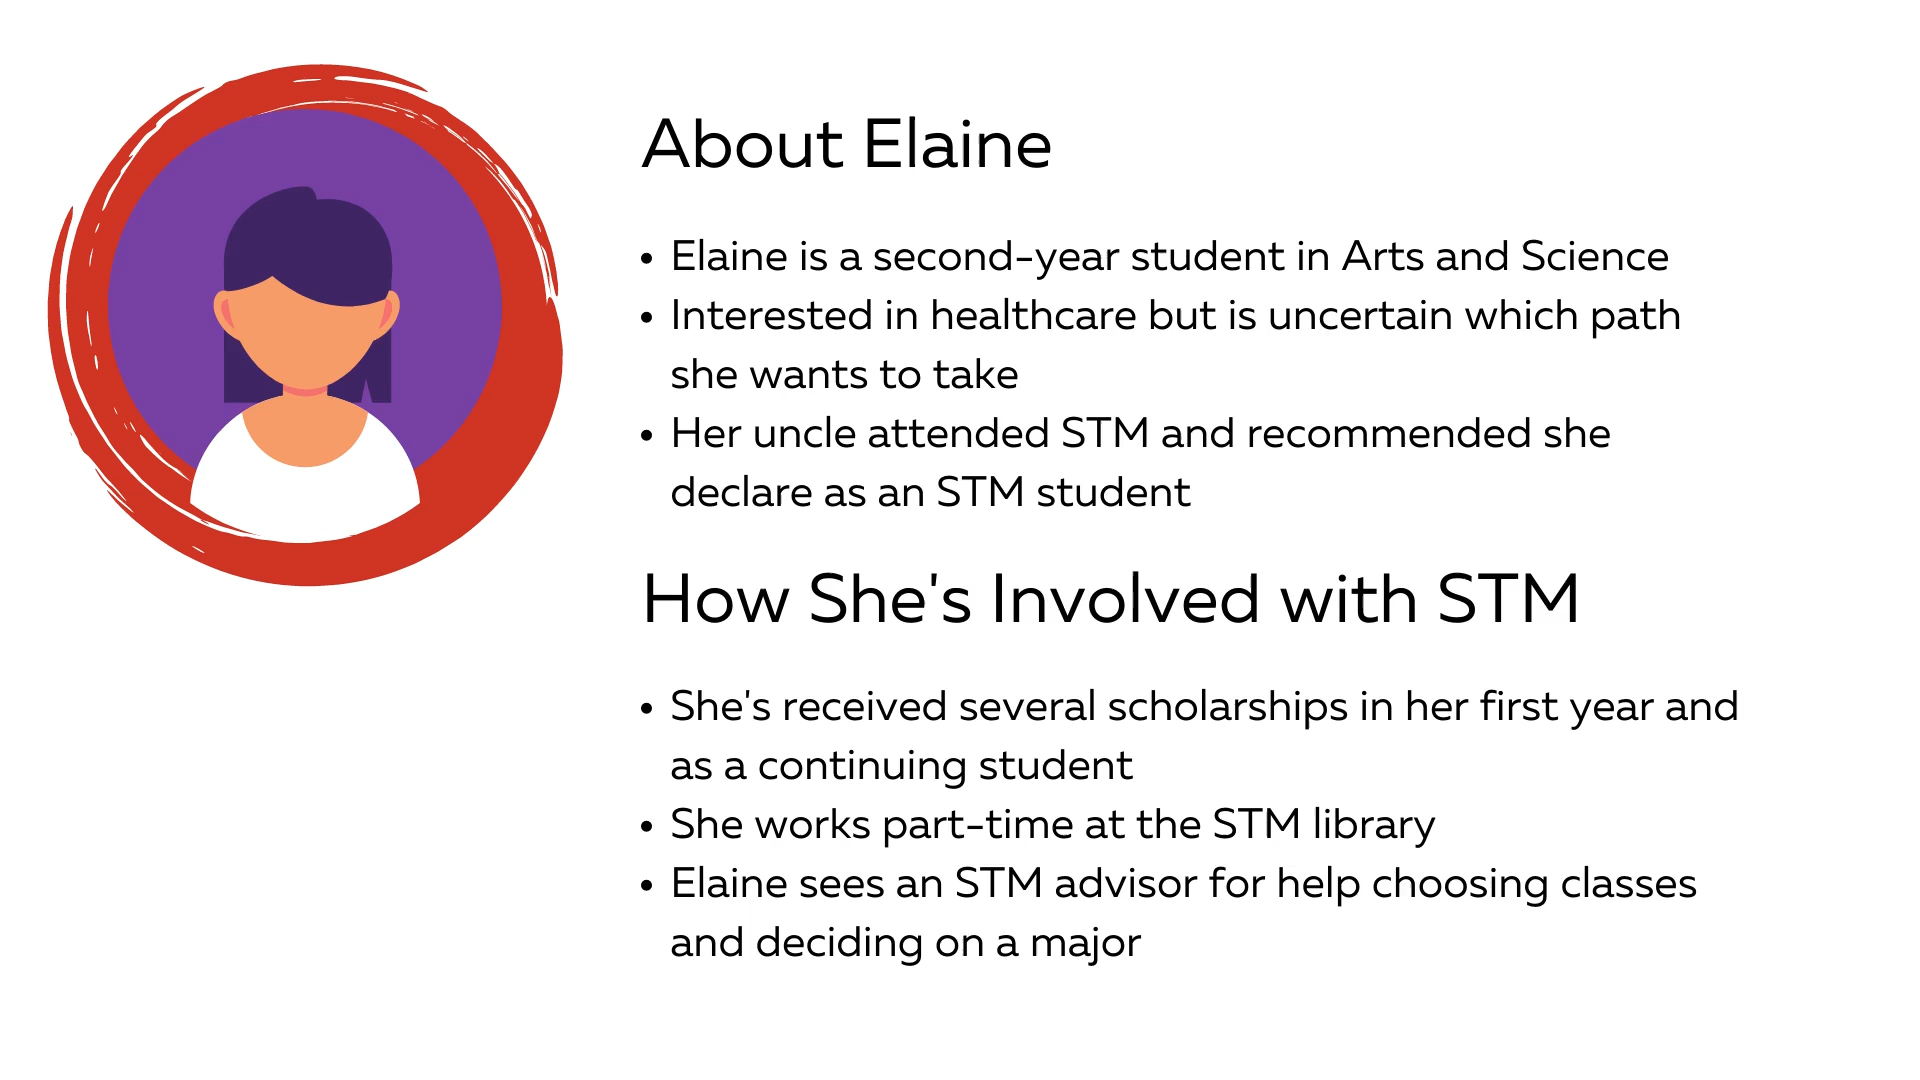 About Elaine
• Elaine is a second-year student in Arts and Science
• Interested in healthcare but is uncertain which path
she wants to take
• Her uncle attended STM and recommended she
declare as an STM student
How She's Involved with STM
• She's received several scholarships in her first year and
as a continuing student
• She works part-time at the STM library
• Elaine sees an STM advisor for help choosing classes
and deciding on a major